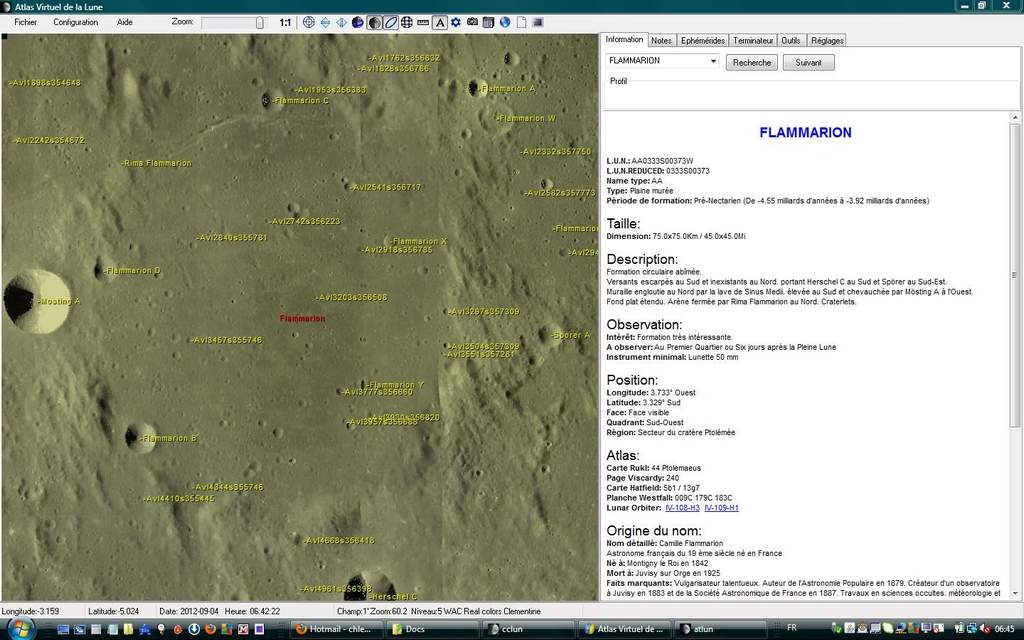 Atlas Virtuel de la Lune
Fichier Configuration Aide Zoom: 1:1 A
-Avl1898s354648
-Avl1762s356832
-Avl1828s356766
-Avl1953s356383
-Flammarion C
-Flammarion A
-Flammarion W
-Avl2242s354672
-Rima Flammarion
-Avl2332s357750
-Avl2541s356717
-Avl2582s357773
-Avl2742s356223
-Avl2840s355781
-Flammarion X
-Avl2918s356785
-Flammario
-Avl294
-Flammarion D
-Mosting A
-Avl3203s356508
Flammarion
-Avl3297s357309
-Avl3457s355746
-Spörer A
-Avl3504s357309
-Avl3551s357281
-Flammarion Y
-Avl3777s356660
-Avl3930s356820
-Avl3957s356688
-Flammarion B
-Avl4344s355746
-Avl4410s355445
-Avl4668s356418
-Avl4961s356398
-Herschel C
Information Notes Ephémérides Terminateur Outils Réglages
FLAMMARION Recherche Suivant
Profil
FLAMMARION
L.U.N.: AA0333S00373W
L.U.N.REDUCED: 0333S00373
Name type: AA
Type: Plaine murée
Période de formation: Pré-Nectarien (De -4.55 milliards d'années à -3.92 milliards d'années)
Taille:
Dimension: 75.0x75.0Km / 45.0x45.0Mi
Description:
Formation circulaire abîmée.
Versants escarpés au Sud et inexistants au Nord. portant Herschel C au Sud et Spörer au Sud-Est.
Muraille engloutie au Nord par la lave de Sinus Medii. élevée au Sud et chevauchée par Mösting A à l'Ouest.
Fond plat étendu. Arène fermée par Rima Flammarion au Nord. Craterlets.
Observation:
Intérêt: Formation très intéressante.
A observer: Au Premier Quartier ou Six jours après la Pleine Lune
Instrument minimal: Lunette 50 mm
Position:
Longitude: 3.733° Ouest
Latitude: 3.329° Sud
Face: Face visible
Quadrant: Sud-Ouest
Région: Secteur du cratère Ptolémée
Atlas:
Carte Rukl: 44 Ptolemaeus
Page Viscardy: 240
Carte Hatfield: 5b1 / 13g7
Planche Westfall: 009C 179C 183C
Lunar Orbiter: IV-108-H3 IV-109-H1
Origine du nom:
Nom détaillé: Camille Flammarion
Astronome français du 19 ème siècle né en France
Né à: Montigny le Roi en 1842
Mort à: Juvisy sur Orge en 1925
Faits marquants: Vulgarisateur talentueux. Auteur de l'Astronomie Populaire en 1879. Créateur d'un observatoire
à Juvisy en 1883 et de la Société Astronomique de France en 1887. Travaux en sciences occultes. météorologie et
Longitude:-3.159 Latitude:-5.024 Date: 2012-09-04 Heure: 06:42:22 Champ:1° Zoom:60.2 Niveau:5 WAC Real colors Clementine
Hotmail - chle... Docs cclun Atlas Virtuel de ... atlun FR 06:45